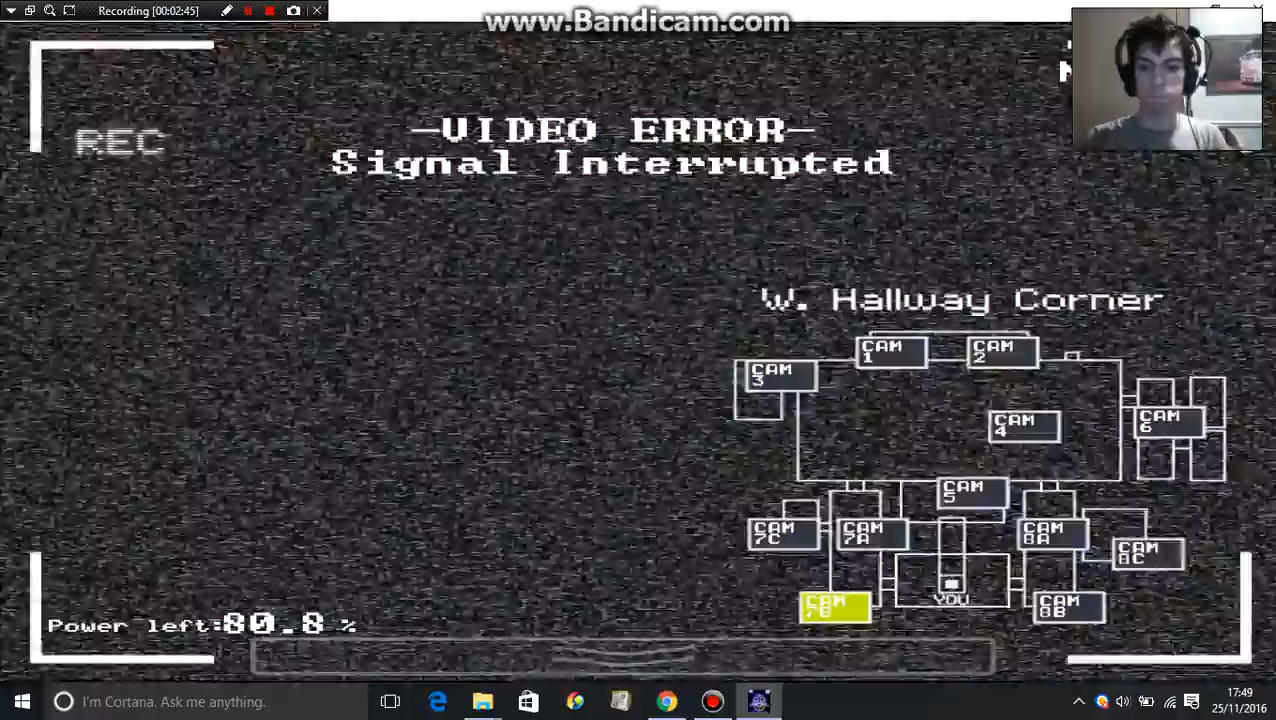 Recording [00:02:45]
www.Bandicam.com
REC
—VIDEO ERROR—
Signal Interrupted
W. Hallway Corner
CAM 1
CAM 2
CAM 3
CAM 4
CAM 6
CAM 5
CAM 7C
CAM 7A
CAM 8A
CAM 8C
CAM 7B
YOU
CAM 8B
Power left:80.8 %
I'm Cortana. Ask me anything.
17:49
25/11/2016